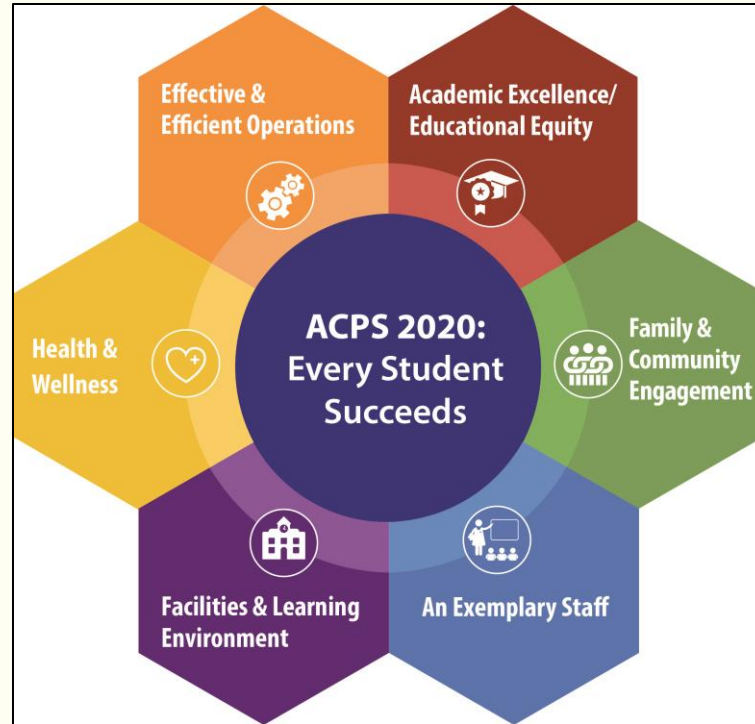 Effective &
Efficient Operations
Academic Excellence/
Educational Equity
Health &
Wellness
ACPS 2020:
Every Student
Succeeds
Family &
Community
Engagement
Facilities & Learning
Environment
An Exemplary Staff